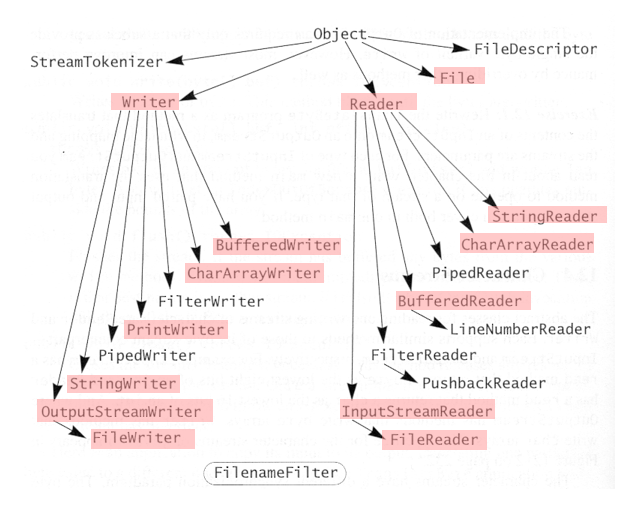 Object
FileDescriptor
StreamTokenizer
File
Writer
Reader
StringReader
BufferedWriter
CharArrayReader
CharArrayWriter
PipedReader
FilterWriter
BufferedReader
PrintWriter
LineNumberReader
PipedWriter
FilterReader
StringWriter
PushbackReader
OutputStreamWriter
InputStreamReader
FileWriter
FileReader
FilenameFilter